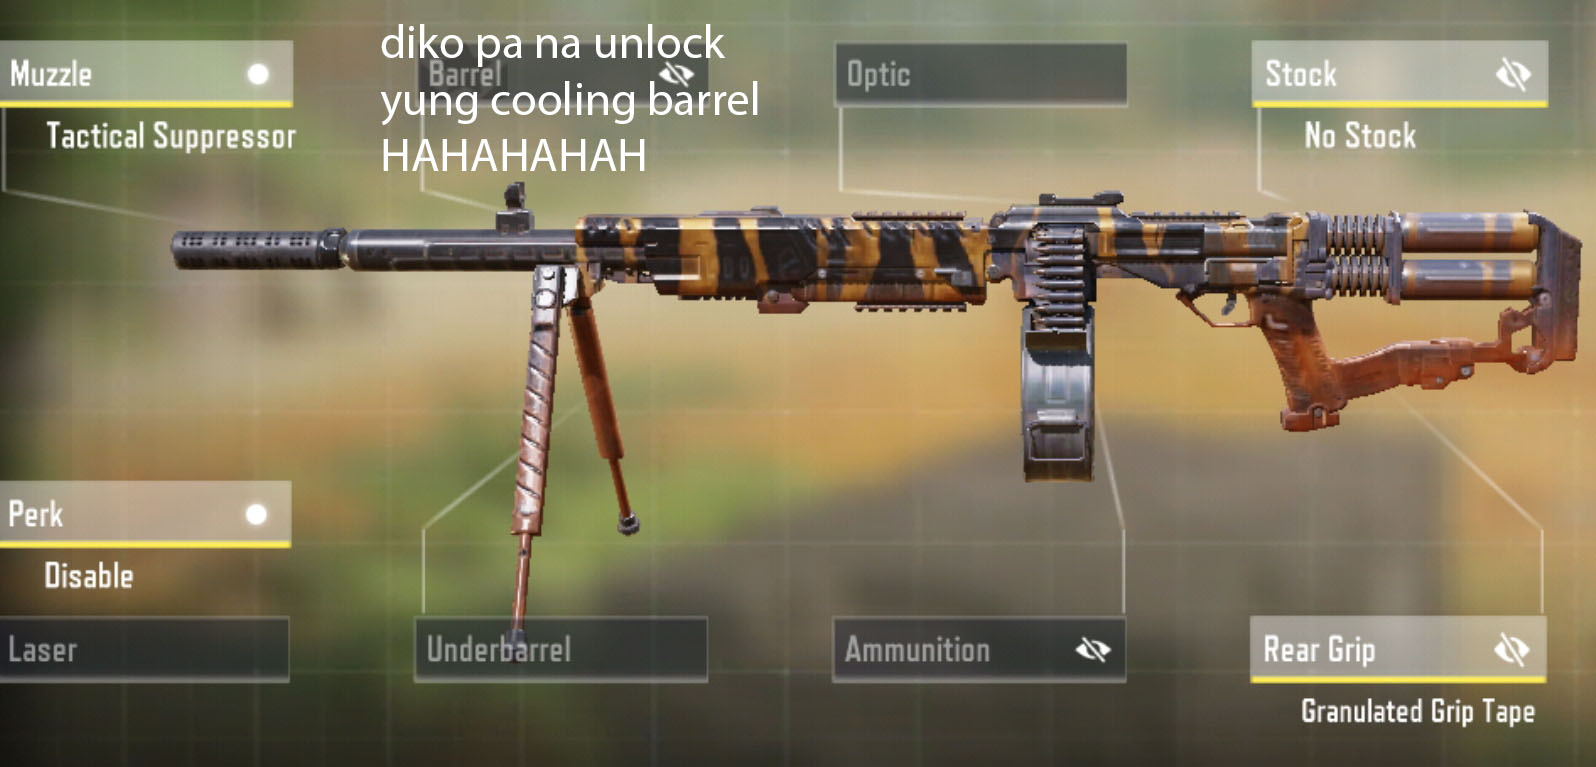 diko pa na unlock
yung cooling barrel
HAHAHAHAH
Muzzle
Tactical Suppressor
Barrel
Optic
Stock
No Stock
Perk
Disable
Laser
Underbarrel
Ammunition
Rear Grip
Granulated Grip Tape